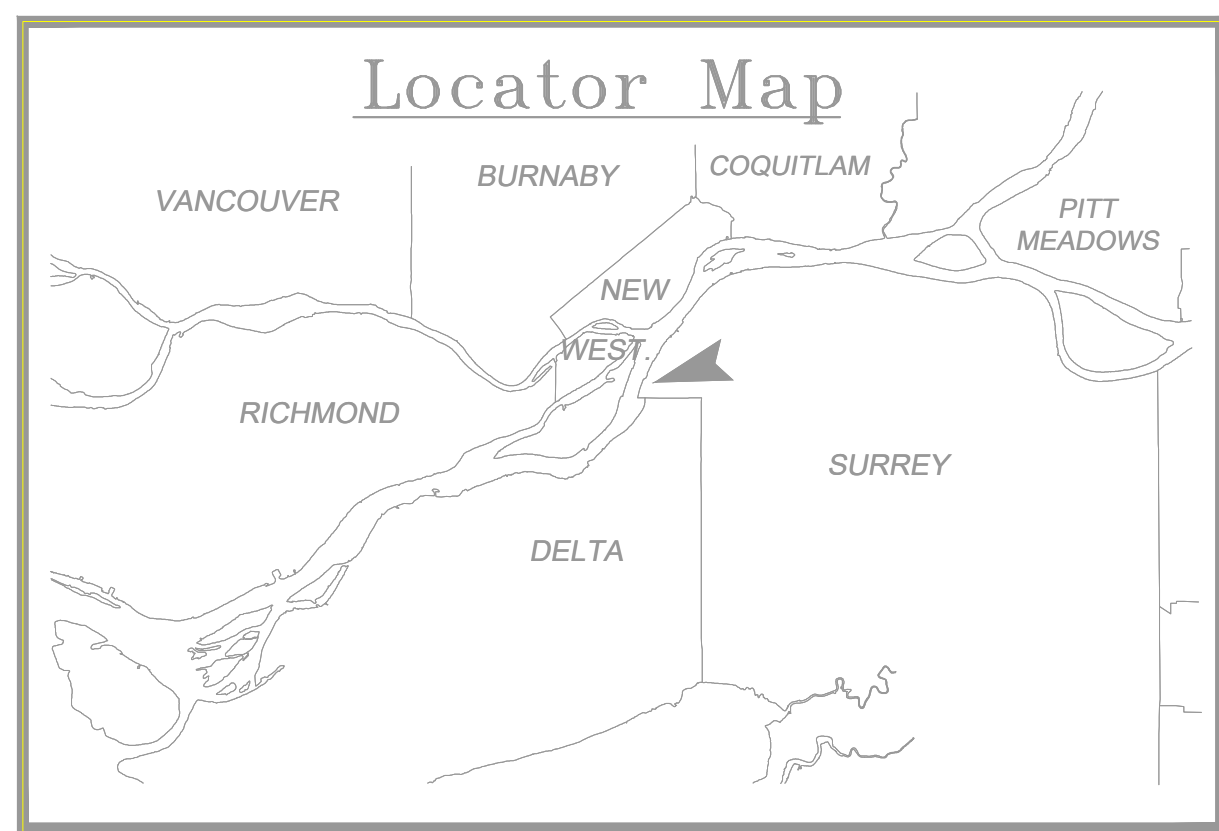 Locator Map
VANCOUVER
BURNABY
COQUITLAM
PITT
MEADOWS
NEW
WEST.
RICHMOND
SURREY
DELTA